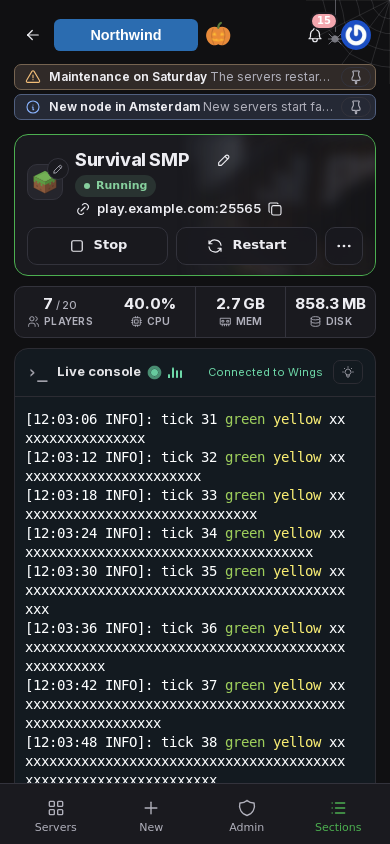 Northwind
15
Maintenance on Saturday The servers restar...
New node in Amsterdam New servers start fa...
Survival SMP
Running
play.example.com:25565
Stop
Restart
7 / 20
PLAYERS
40.0%
CPU
2.7 GB
MEM
858.3 MB
DISK
Live console
Connected to Wings
[12:03:06 INFO]: tick 31 green yellow xx
xxxxxxxxxxxxxxx
[12:03:12 INFO]: tick 32 green yellow xx
xxxxxxxxxxxxxxxxxxxxxx
[12:03:18 INFO]: tick 33 green yellow xx
xxxxxxxxxxxxxxxxxxxxxxxxxxxxx
[12:03:24 INFO]: tick 34 green yellow xx
xxxxxxxxxxxxxxxxxxxxxxxxxxxxxxxxxxxx
[12:03:30 INFO]: tick 35 green yellow xx
xxxxxxxxxxxxxxxxxxxxxxxxxxxxxxxxxxxxxxxx
xxx
[12:03:36 INFO]: tick 36 green yellow xx
xxxxxxxxxxxxxxxxxxxxxxxxxxxxxxxxxxxxxxxx
xxxxxxxxxx
[12:03:42 INFO]: tick 37 green yellow xx
xxxxxxxxxxxxxxxxxxxxxxxxxxxxxxxxxxxxxxxx
xxxxxxxxxxxxxxxxx
[12:03:48 INFO]: tick 38 green yellow xx
xxxxxxxxxxxxxxxxxxxxxxxxxxxxxxxxxxxxxxxx
xxxxxxxxxxxxxxxxxxxxxxxx
Servers
New
Admin
Sections